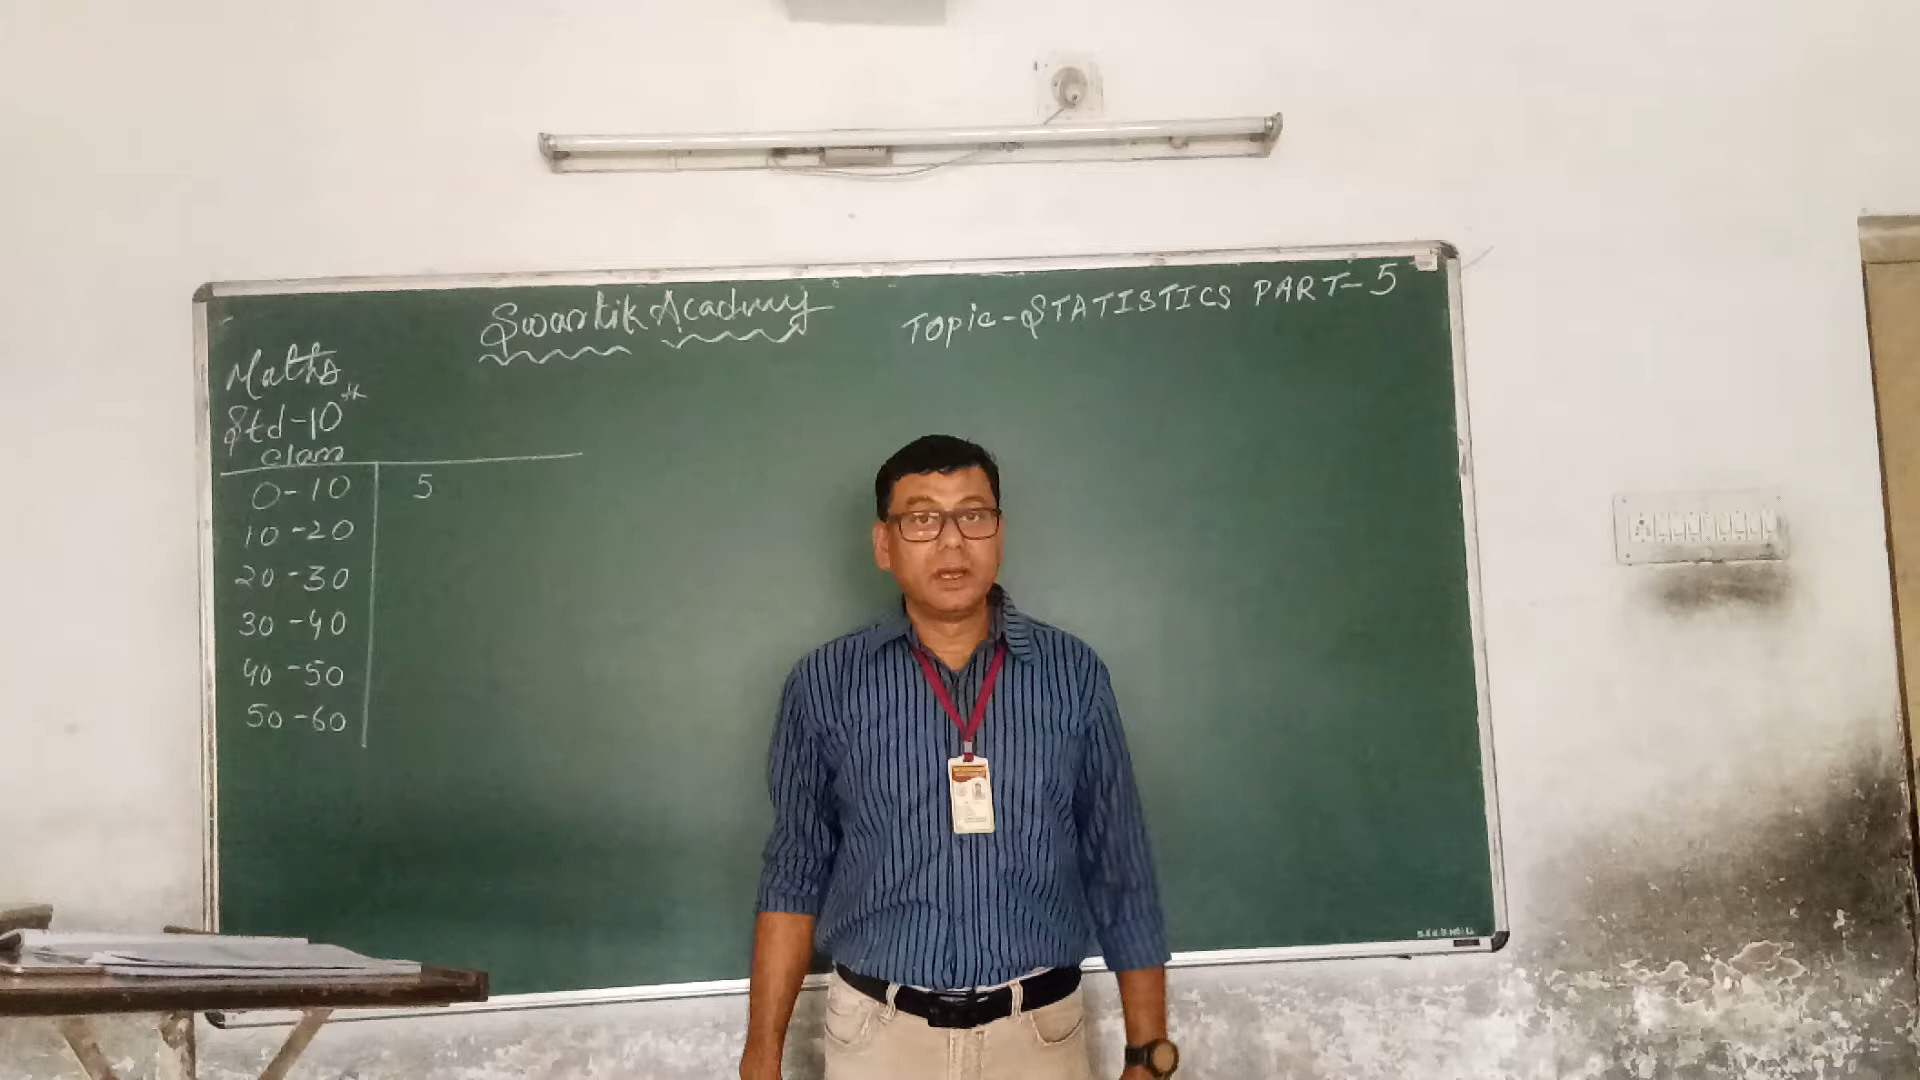 Swastik Academy
Topic-STATISTICS PART-5
Maths
Std-10th
class
0-10 5
10-20
20-30
30-40
40-50
50-60